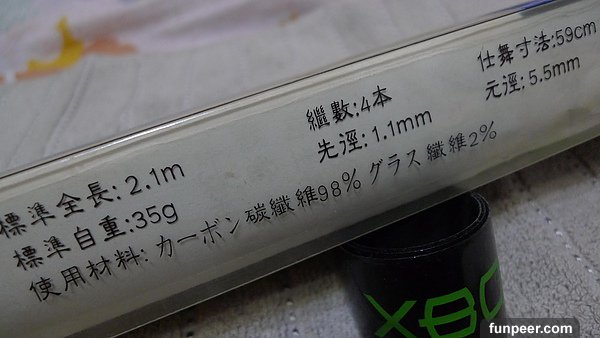 標準全長: 2.1m
繼數:4本
仕舞寸法:59cm
標準自重:35g
先徑: 1.1mm
元徑: 5.5mm
使用材料: カーボン碳纖維98% グラス纖維2%
funpeer.com